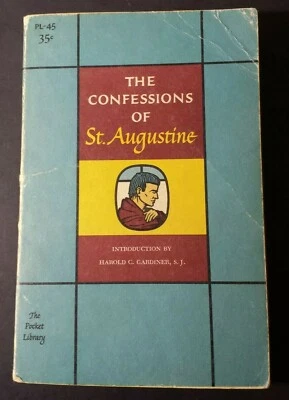 PL-45
35¢
THE
CONFESSIONS
OF
St. Augustine
INTRODUCTION BY
HAROLD C. GARDINER, S. J.
The
Pocket
Library